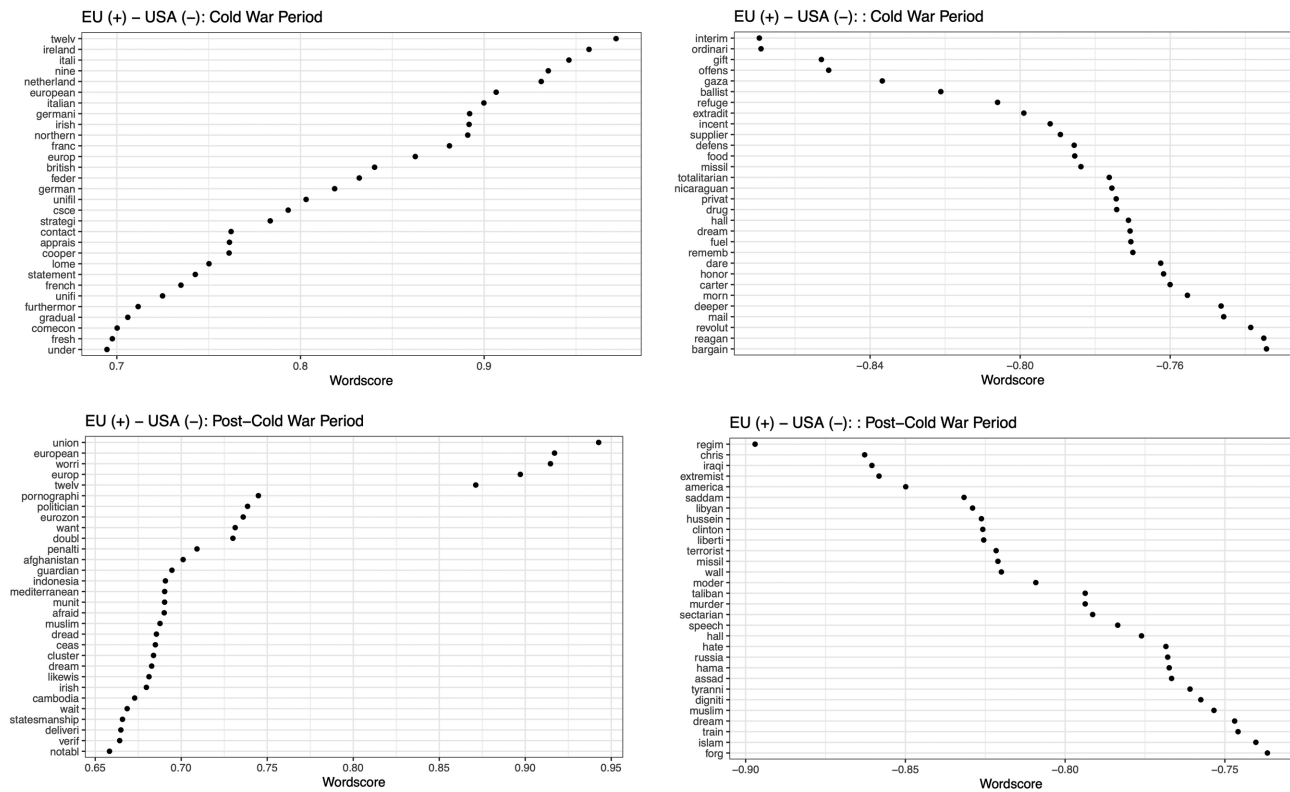 EU (+) – USA (–): Cold War Period
twelv
ireland
itali
nine
netherland
european
italian
germani
irish
northern
franc
europ
british
feder
german
unifil
csce
strategi
contact
apprais
cooper
lome
statement
french
unifi
furthermor
gradual
comecon
fresh
under
0.7 0.8 0.9
Wordscore
EU (+) – USA (–): : Cold War Period
interim
ordinari
gift
offens
gaza
ballist
refuge
extradit
incent
supplier
defens
food
missil
totalitarian
nicaraguan
privat
drug
hall
dream
fuel
rememb
dare
honor
carter
morn
deeper
mail
revolut
reagan
bargain
−0.84 −0.80 −0.76
Wordscore
EU (+) – USA (–): Post−Cold War Period
union
european
worri
europ
twelv
pornographi
politician
eurozon
want
doubl
penalti
afghanistan
guardian
indonesia
mediterranean
munit
afraid
muslim
dread
ceas
cluster
dream
likewis
irish
cambodia
wait
statesmanship
deliveri
verif
notabl
0.65 0.70 0.75 0.80 0.85 0.90 0.95
Wordscore
EU (+) – USA (–): : Post−Cold War Period
regim
chris
iraqi
extremist
america
saddam
libyan
hussein
clinton
liberti
terrorist
missil
wall
moder
taliban
murder
sectarian
speech
hall
hate
russia
hama
assad
tyranni
digniti
muslim
dream
train
islam
forg
−0.90 −0.85 −0.80 −0.75
Wordscore